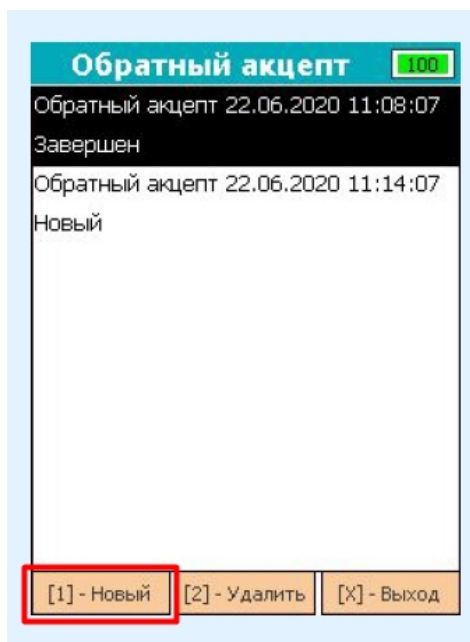 Обратный акцепт 100
Обратный акцепт 22.06.2020 11:08:07
Завершен
Обратный акцепт 22.06.2020 11:14:07
Новый
[1] - Новый [2] - Удалить [X] - Выход